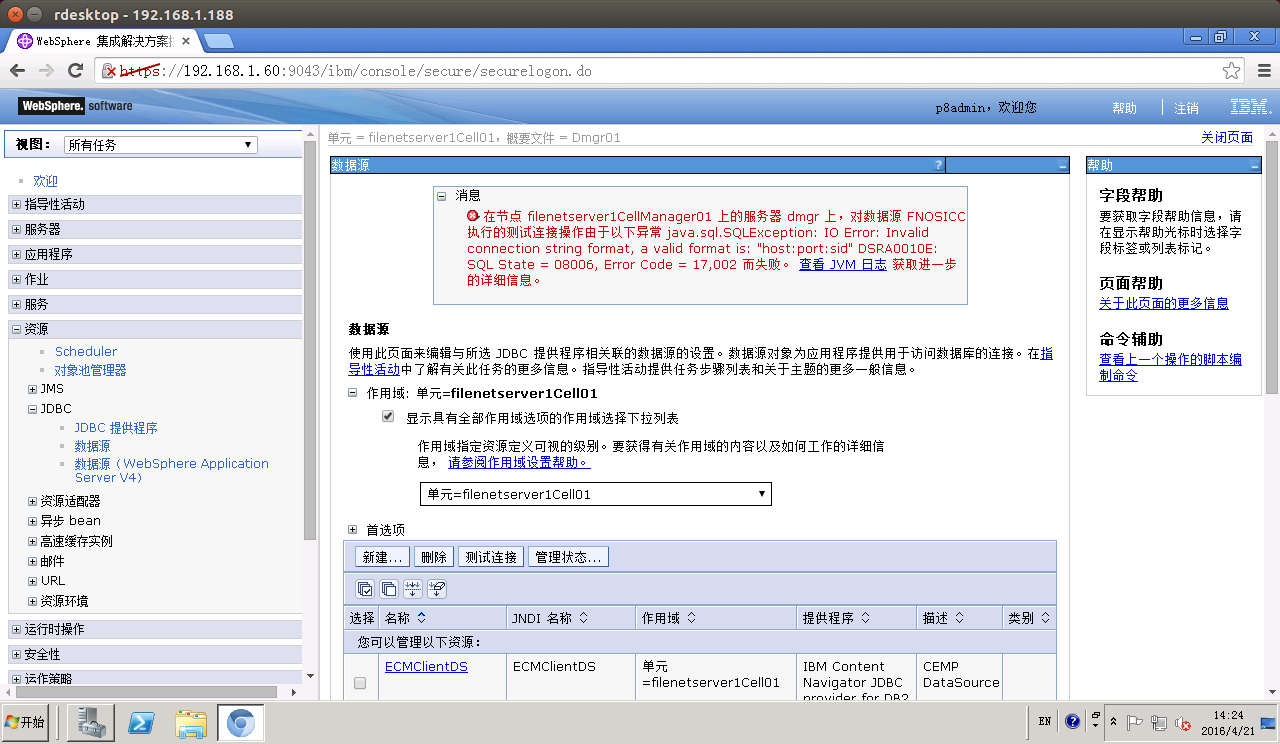 rdesktop - 192.168.1.188
WebSphere 集成解决方案
https://192.168.1.60:9043/ibm/console/secure/securelogon.do
WebSphere. software
p8admin，欢迎您
帮助
注销
IBM.
视图：
所有任务
欢迎
指导性活动
服务器
应用程序
作业
服务
资源
Scheduler
对象池管理器
JMS
JDBC
JDBC 提供程序
数据源
数据源（WebSphere Application
Server V4）
资源适配器
异步 bean
高速缓存实例
邮件
URL
资源环境
运行时操作
安全性
运作策略
单元 = filenetserver1Cell01，概要文件 = Dmgr01
关闭页面
数据源
?
消息
在节点 filenetserver1CellManager01 上的服务器 dmgr 上，对数据源 FNOSICC
执行的测试连接操作由于以下异常 java.sql.SQLException: IO Error: Invalid
connection string format, a valid format is: "host:port:sid" DSRA0010E:
SQL State = 08006, Error Code = 17,002 而失败。 查看 JVM 日志 获取进一步
的详细信息。
数据源
使用此页面来编辑与所选 JDBC 提供程序相关联的数据源的设置。数据源对象为应用程序提供用于访问数据库的连接。在指
导性活动中了解有关此任务的更多信息。指导性活动提供任务步骤列表和关于主题的更多一般信息。
作用域: 单元=filenetserver1Cell01
显示具有全部作用域选项的作用域选择下拉列表
作用域指定资源定义可视的级别。要获得有关作用域的内容以及如何工作的详细信
息， 请参阅作用域设置帮助。
单元=filenetserver1Cell01
首选项
新建...
删除
测试连接
管理状态...
选择 名称 JNDI 名称 作用域 提供程序 描述 类别
您可以管理以下资源：
ECMClientDS ECMClientDS 单元 IBM Content CEMP
=filenetserver1Cell01 Navigator JDBC DataSource
provider for DB2
帮助
字段帮助
要获取字段帮助信息，请
在显示帮助光标时选择字
段标签或列表标记。
页面帮助
关于此页面的更多信息
命令辅助
查看上一个操作的脚本编
制命令
开始
EN
?
14:24
2016/4/21